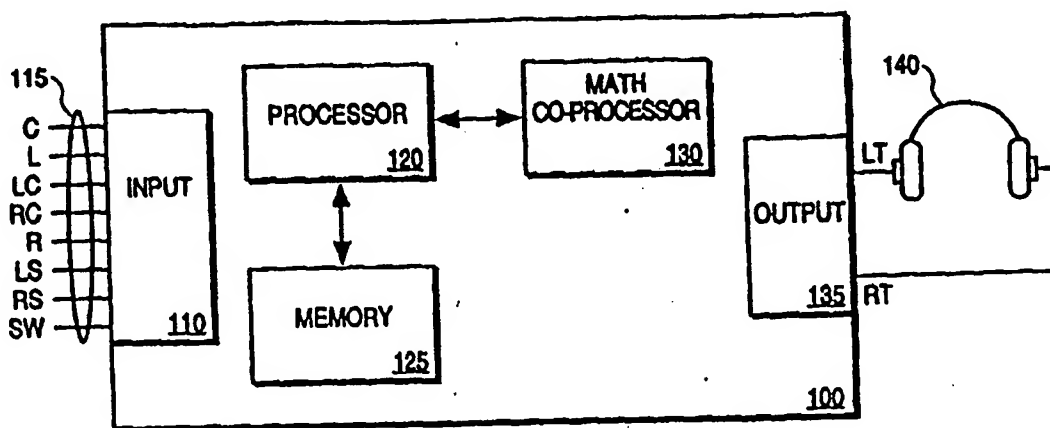 115
C
L
LC
RC
R
LS
RS
SW
INPUT
110
PROCESSOR
120
MATH
CO-PROCESSOR
130
MEMORY
125
OUTPUT
135
LT
RT
140
100